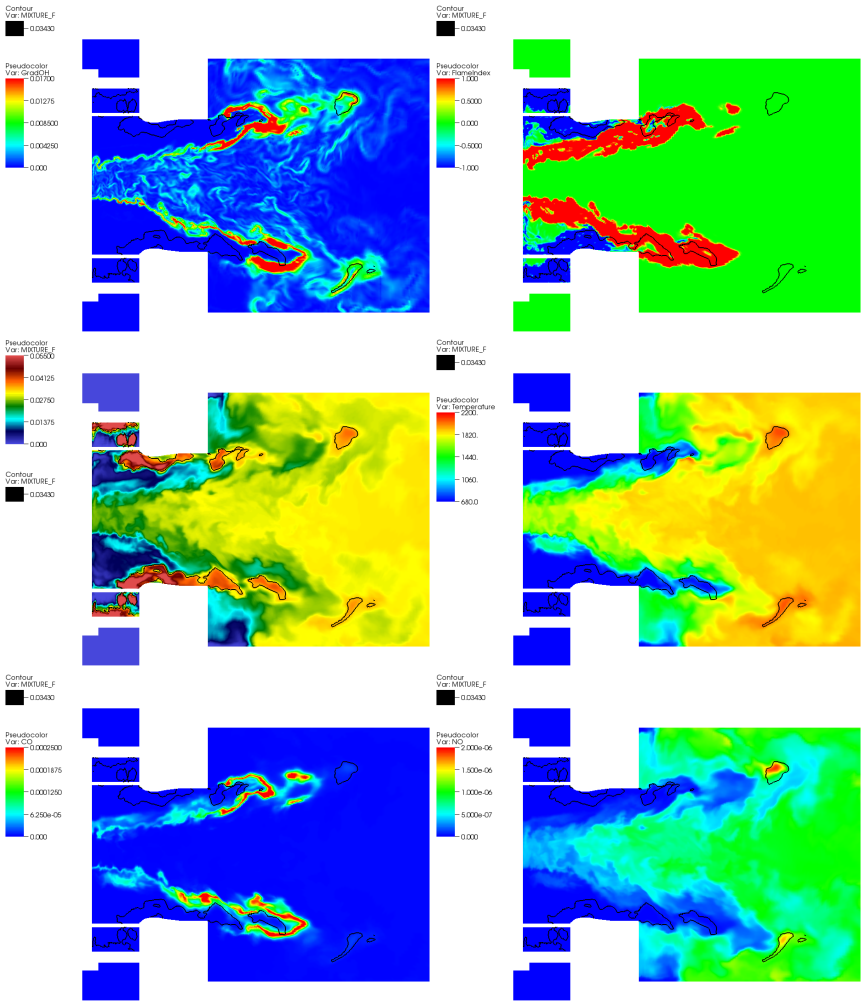 Contour
Var: MIXTURE_F
0.03430
Pseudocolor
Var: GradOH
0.01700
0.01275
0.008500
0.004250
0.000
Contour
Var: MIXTURE_F
0.03430
Pseudocolor
Var: FlameIndex
1.000
0.5000
0.000
-0.5000
-1.000
Pseudocolor
Var: MIXTURE_F
0.05500
0.04125
0.02750
0.01375
0.000
Contour
Var: MIXTURE_F
0.03430
Contour
Var: MIXTURE_F
0.03430
Pseudocolor
Var: Temperature
2200.
1820.
1440.
1060.
680.0
Contour
Var: MIXTURE_F
0.03430
Pseudocolor
Var: CO
0.0002500
0.0001875
0.0001250
6.250e-05
0.000
Contour
Var: MIXTURE_F
0.03430
Pseudocolor
Var: NO
2.000e-06
1.500e-06
1.000e-06
5.000e-07
0.000